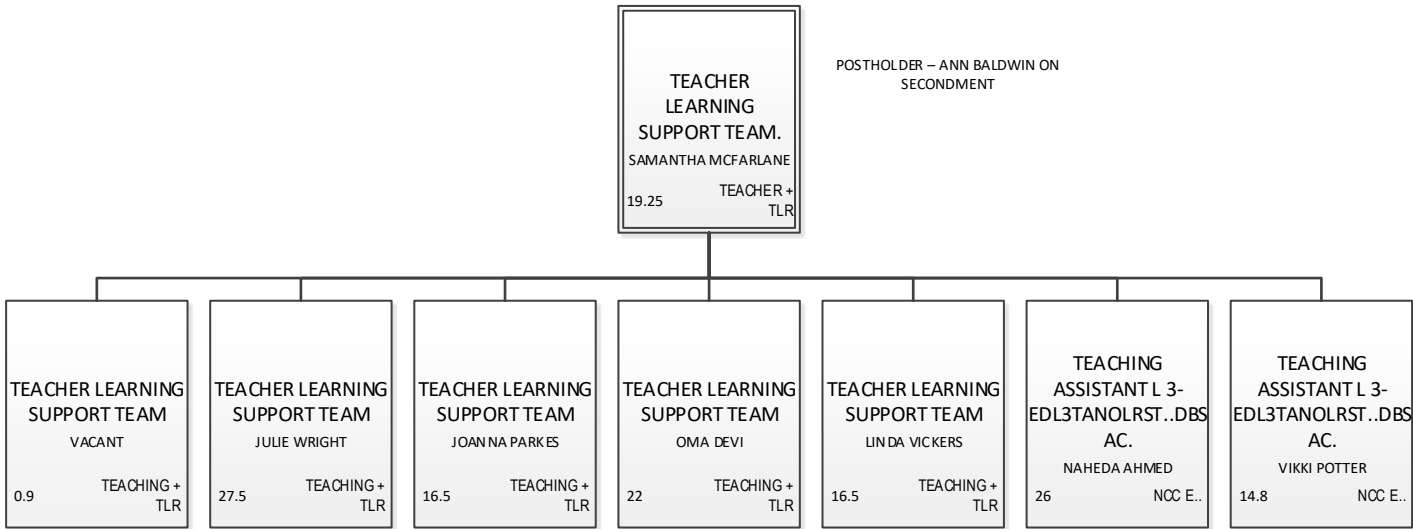 TEACHER
LEARNING
SUPPORT TEAM.
SAMANTHA MCFARLANE
19.25
TEACHER +
TLR
POSTHOLDER – ANN BALDWIN ON
SECONDMENT
TEACHER LEARNING
SUPPORT TEAM
VACANT
0.9
TEACHING +
TLR
TEACHER LEARNING
SUPPORT TEAM
JULIE WRIGHT
27.5
TEACHING +
TLR
TEACHER LEARNING
SUPPORT TEAM
JOANNA PARKES
16.5
TEACHING +
TLR
TEACHER LEARNING
SUPPORT TEAM
OMA DEVI
22
TEACHING +
TLR
TEACHER LEARNING
SUPPORT TEAM
LINDA VICKERS
16.5
TEACHING +
TLR
TEACHING
ASSISTANT L 3-
EDL3TANOLRST..DBS
AC.
NAHEDA AHMED
26
NCC E..
TEACHING
ASSISTANT L 3-
EDL3TANOLRST..DBS
AC.
VIKKI POTTER
14.8
NCC E..